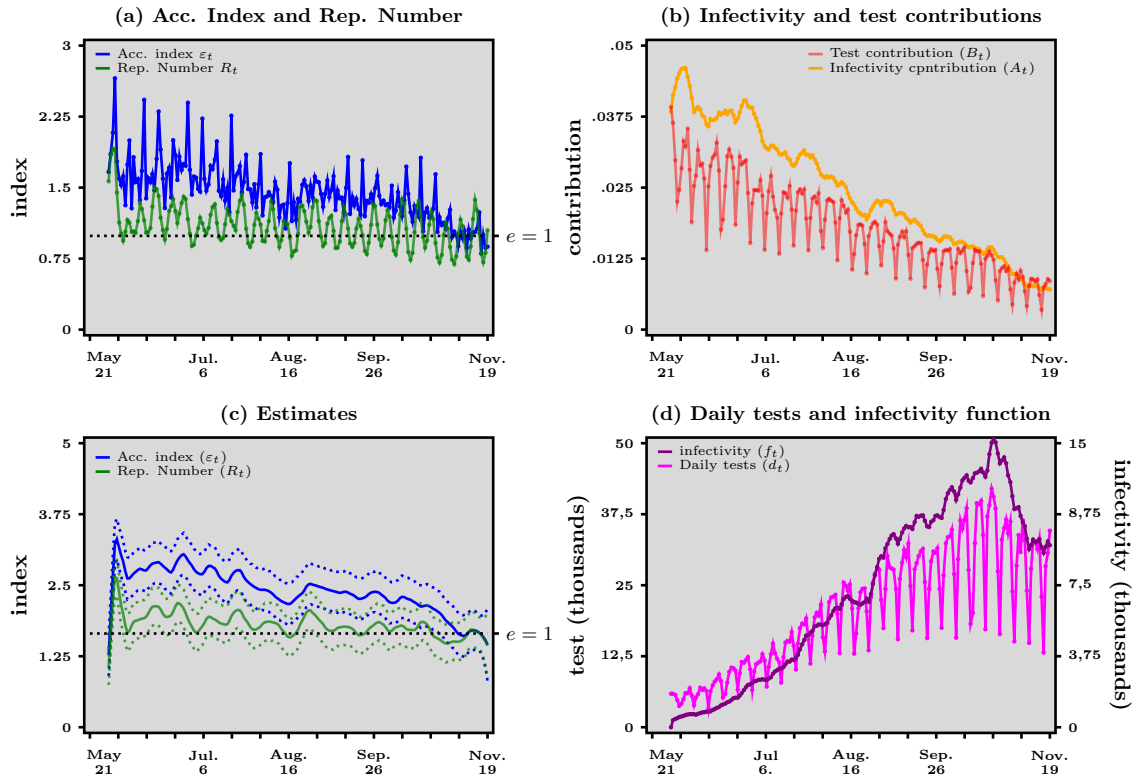 (a) Acc. Index and Rep. Number
3
2.25
1.5
0.75
0
index
Acc. index εt
Rep. Number Rt
e = 1
May 21
Jul. 6
Aug. 16
Sep. 26
Nov. 19
(b) Infectivity and test contributions
.05
.0375
.025
.0125
0
contribution
Test contribution (Bt)
Infectivity cpntribution (At)
May 21
Jul. 6
Aug. 16
Sep. 26
Nov. 19
(c) Estimates
5
3.75
2.5
1.25
0
index
Acc. index (εt)
Rep. Number (Rt)
e = 1
May 21
Jul. 6
Aug. 16
Sep. 26
Nov. 19
(d) Daily tests and infectivity function
50
37,5
25
12,5
0
test (thousands)
infectivity (ft)
Daily tests (dt)
15
8,75
7,5
3,75
0
infectivity (thousands)
May 21
Jul 6.
Aug. 16
Sep. 26
Nov. 19